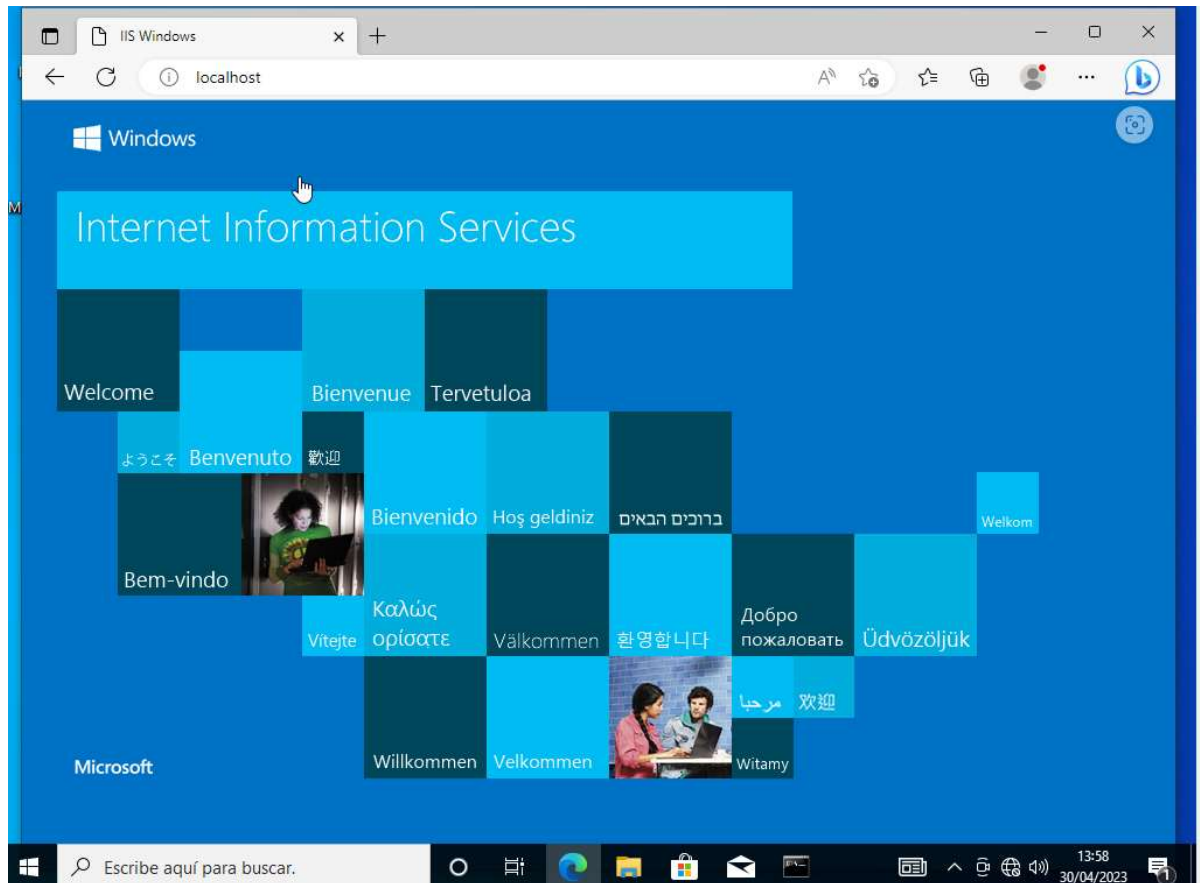 IIS Windows
localhost
Windows
Internet Information Services
Welcome
Bienvenue
Tervetuloa
ようこそ
Benvenuto
歡迎
Bienvenido
Hoş geldiniz
ברוכים הבאים
Welkom
Bem-vindo
Vítejte
Καλώς
ορίσατε
Välkommen
환영합니다
Добро
пожаловать
Üdvözöljük
مرحبا
欢迎
Willkommen
Velkommen
Witamy
Microsoft
Escribe aquí para buscar.
13:58
30/04/2023
1